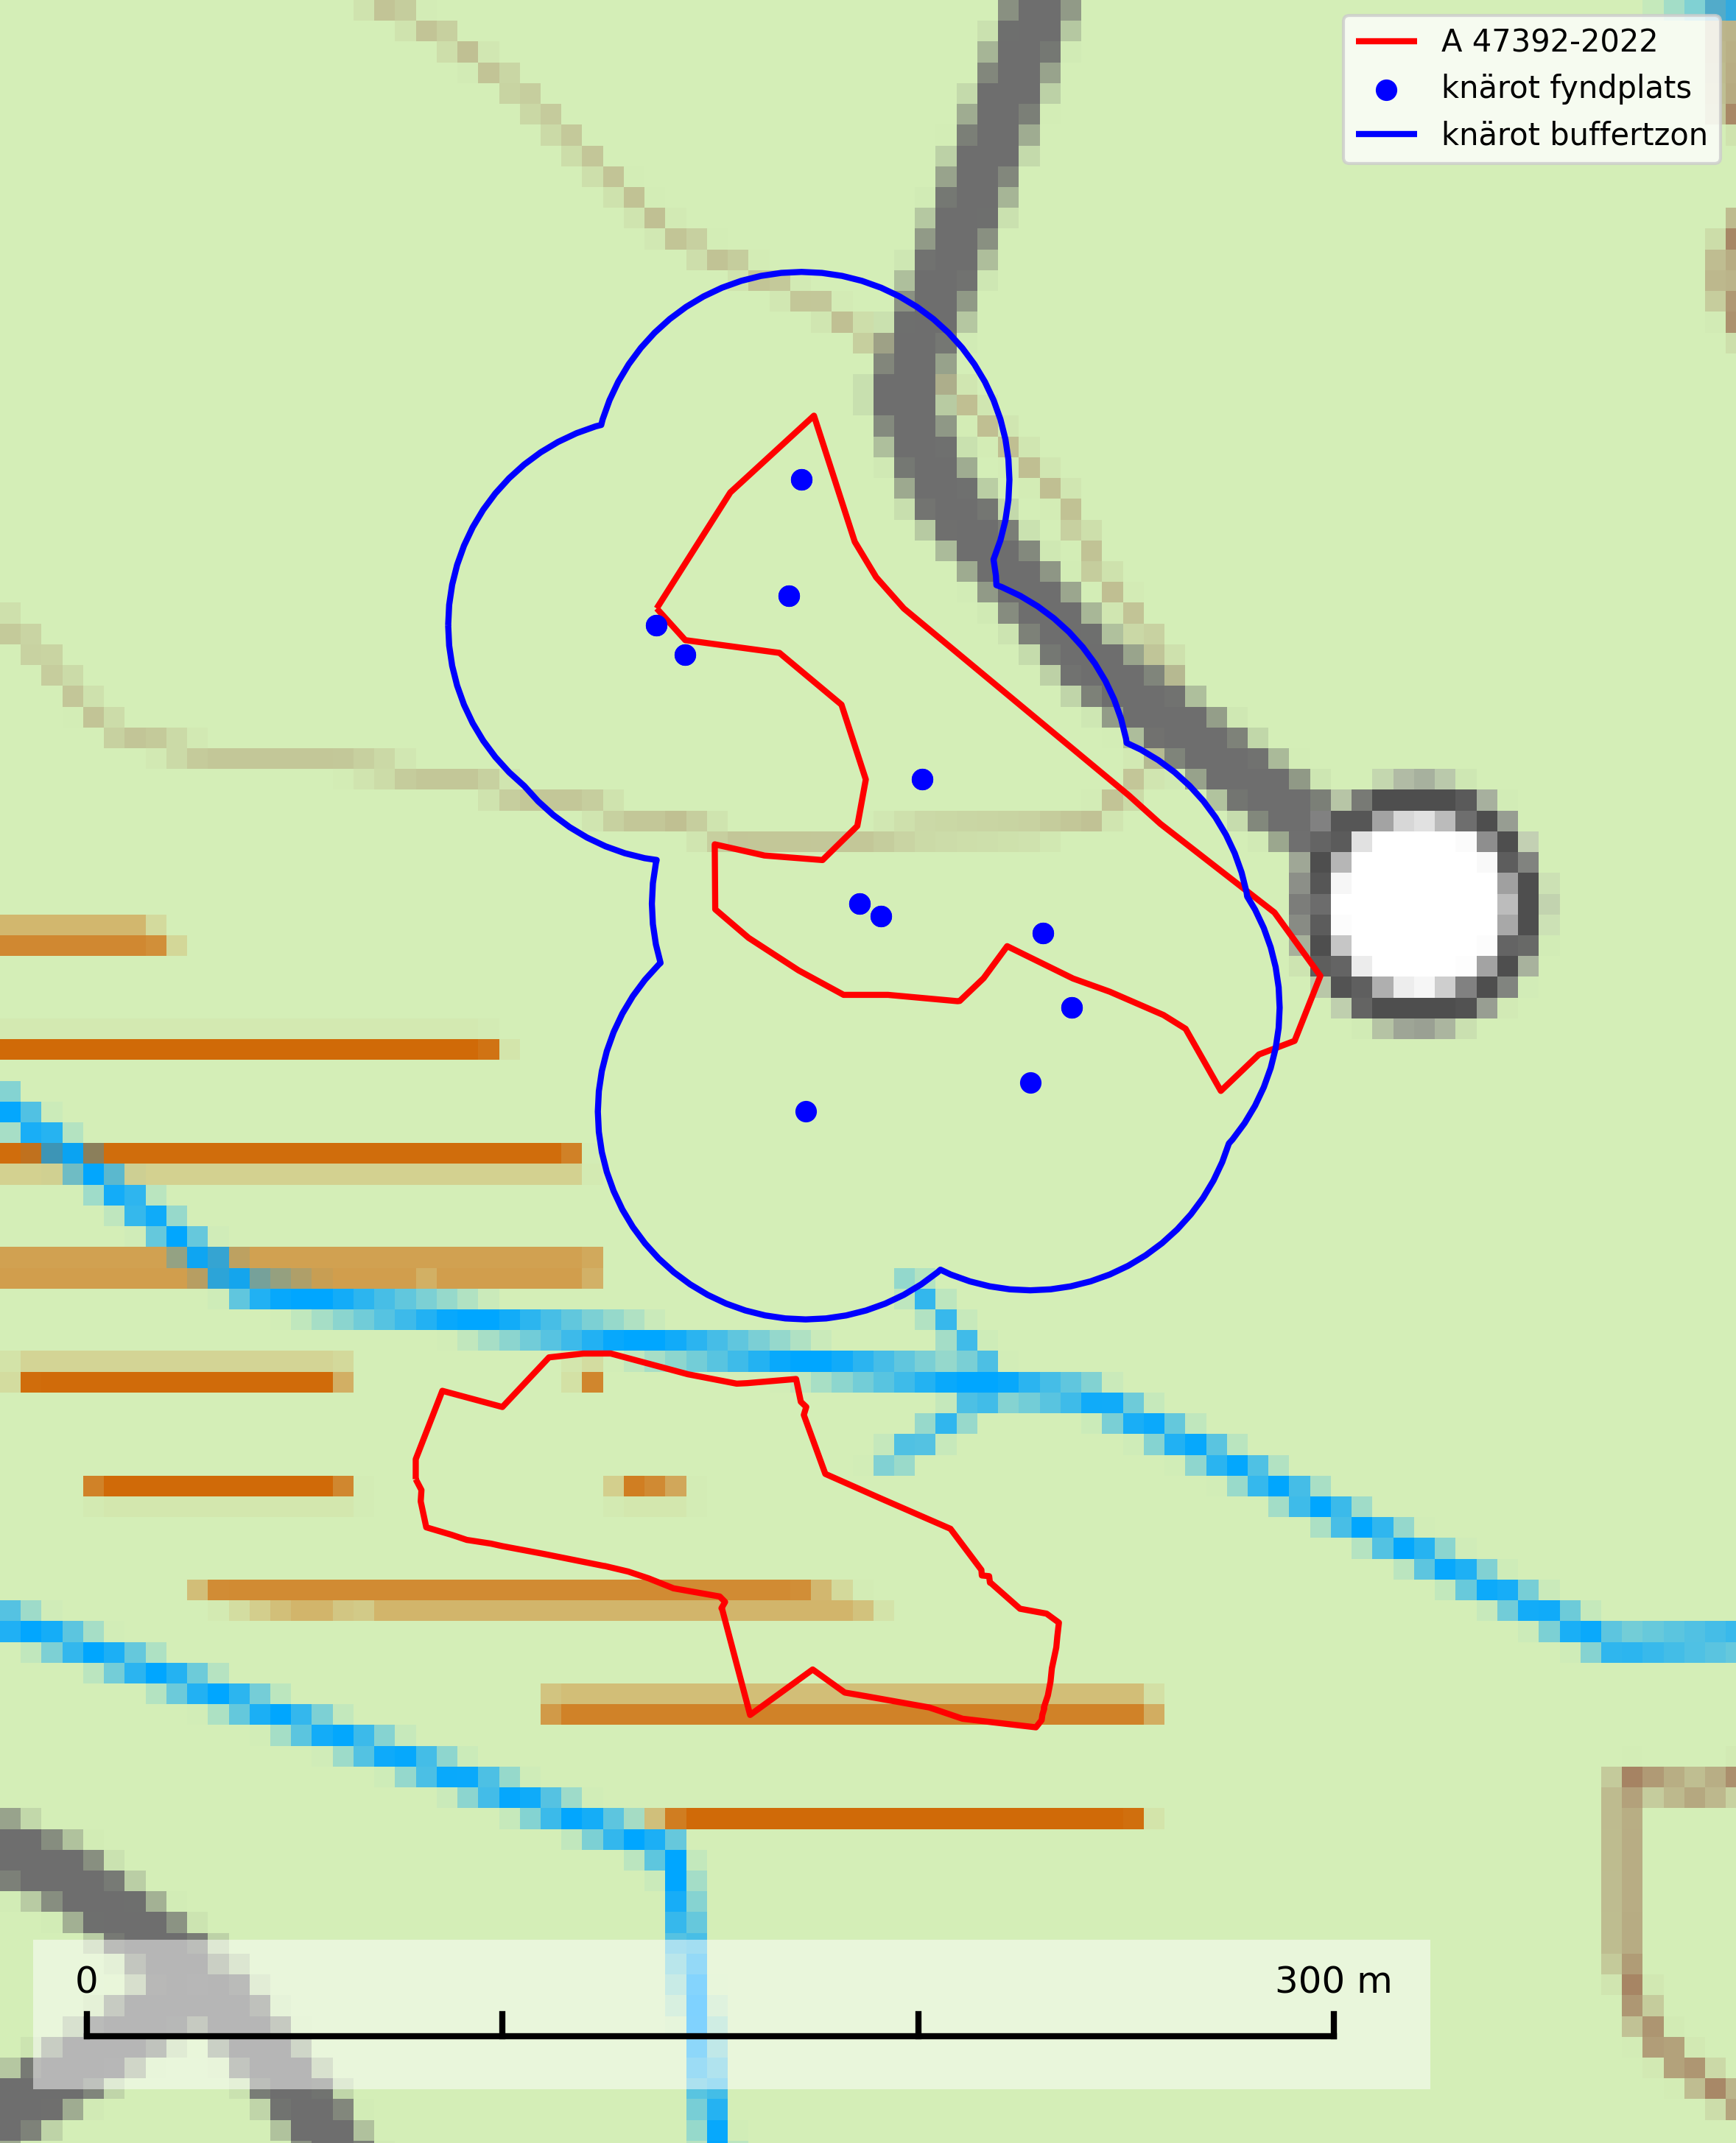 A 47392-2022
knärot fyndplats
knärot buffertzon
0 300 m